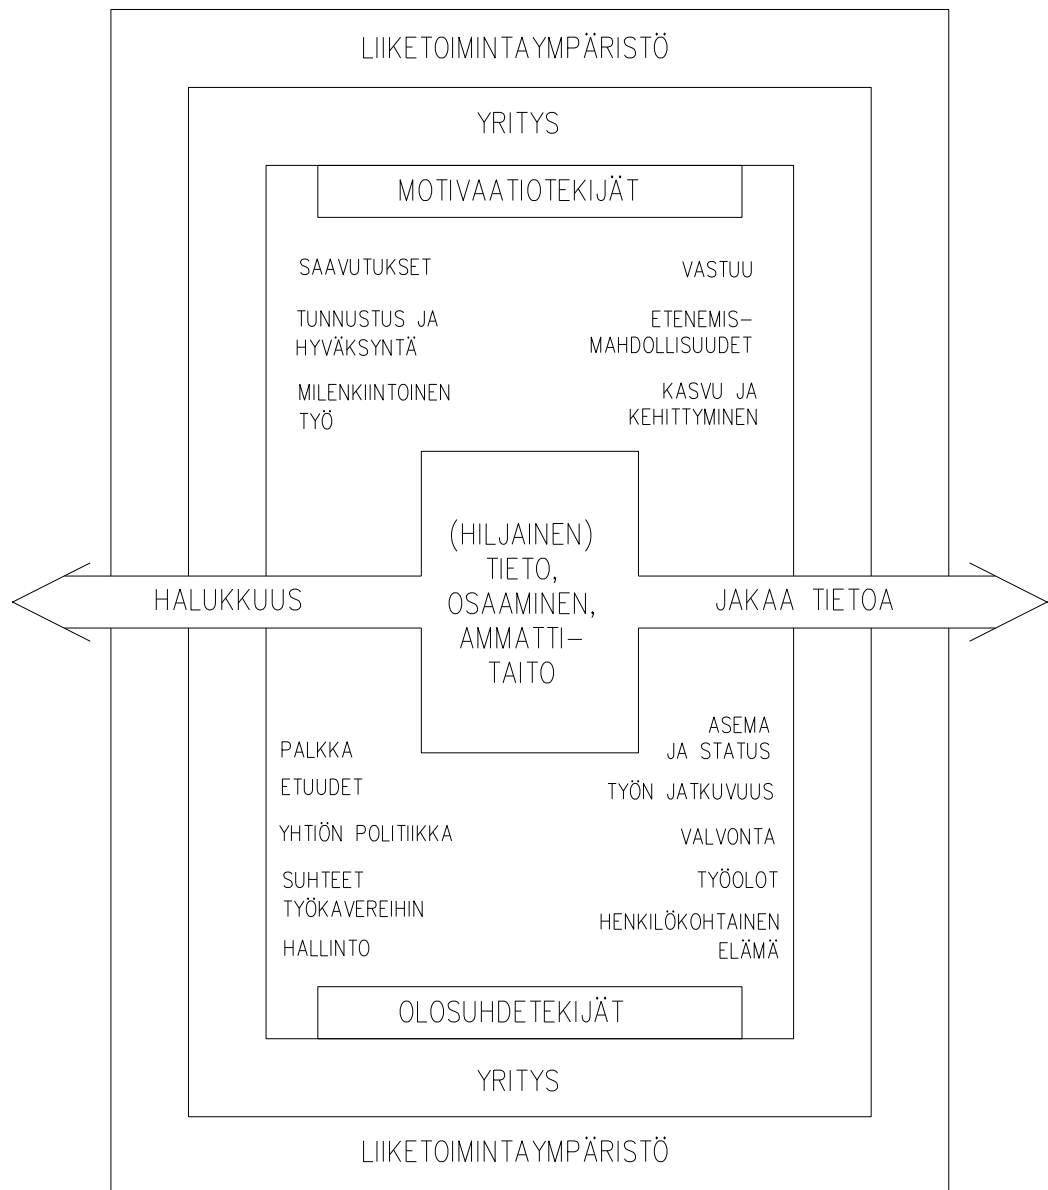 LIIKETOIMINTAYMPÄRISTÖ
YRITYS
MOTIVAATIOTEKIJÄT
SAAVUTUKSET
TUNNUSTUS JA
HYVÄKSYNTÄ
MILENKIINTOINEN
TYÖ
VASTUU
ETENEMIS-
MAHDOLLISUUDET
KASVU JA
KEHITTYMINEN
HALUKKUUS
(HILJAINEN)
TIETO,
OSAAMINEN,
AMMATTI-
TAITO
JAKAA TIETOA
PALKKA
ETUUDET
YHTIÖN POLITIIKKA
SUHTEET
TYÖKAVEREIHIN
HALLINTO
ASEMA
JA STATUS
TYÖN JATKUVUUS
VALVONTA
TYÖOLOT
HENKILÖKOHTAINEN
ELÄMÄ
OLOSUHDETEKIJÄT
YRITYS
LIIKETOIMINTAYMPÄRISTÖ